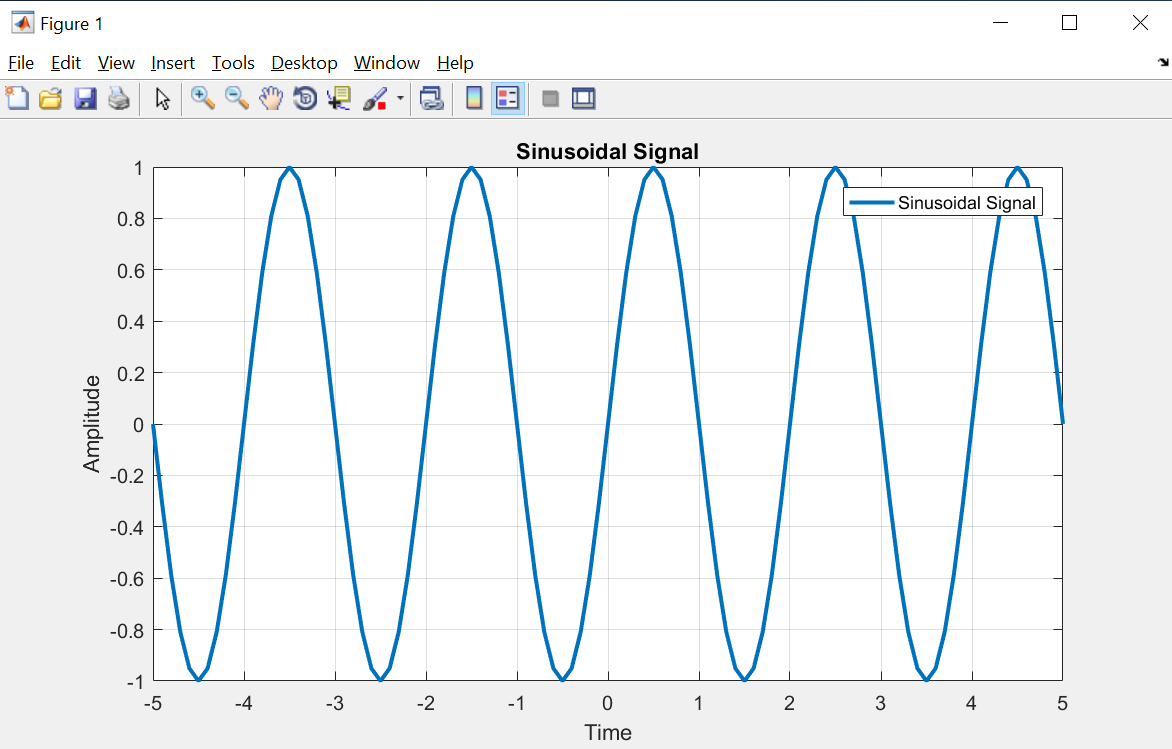 Figure 1
File Edit View Insert Tools Desktop Window Help
Sinusoidal Signal
Sinusoidal Signal
1
0.8
0.6
0.4
0.2
0
-0.2
-0.4
-0.6
-0.8
-1
Amplitude
-5 -4 -3 -2 -1 0 1 2 3 4 5
Time